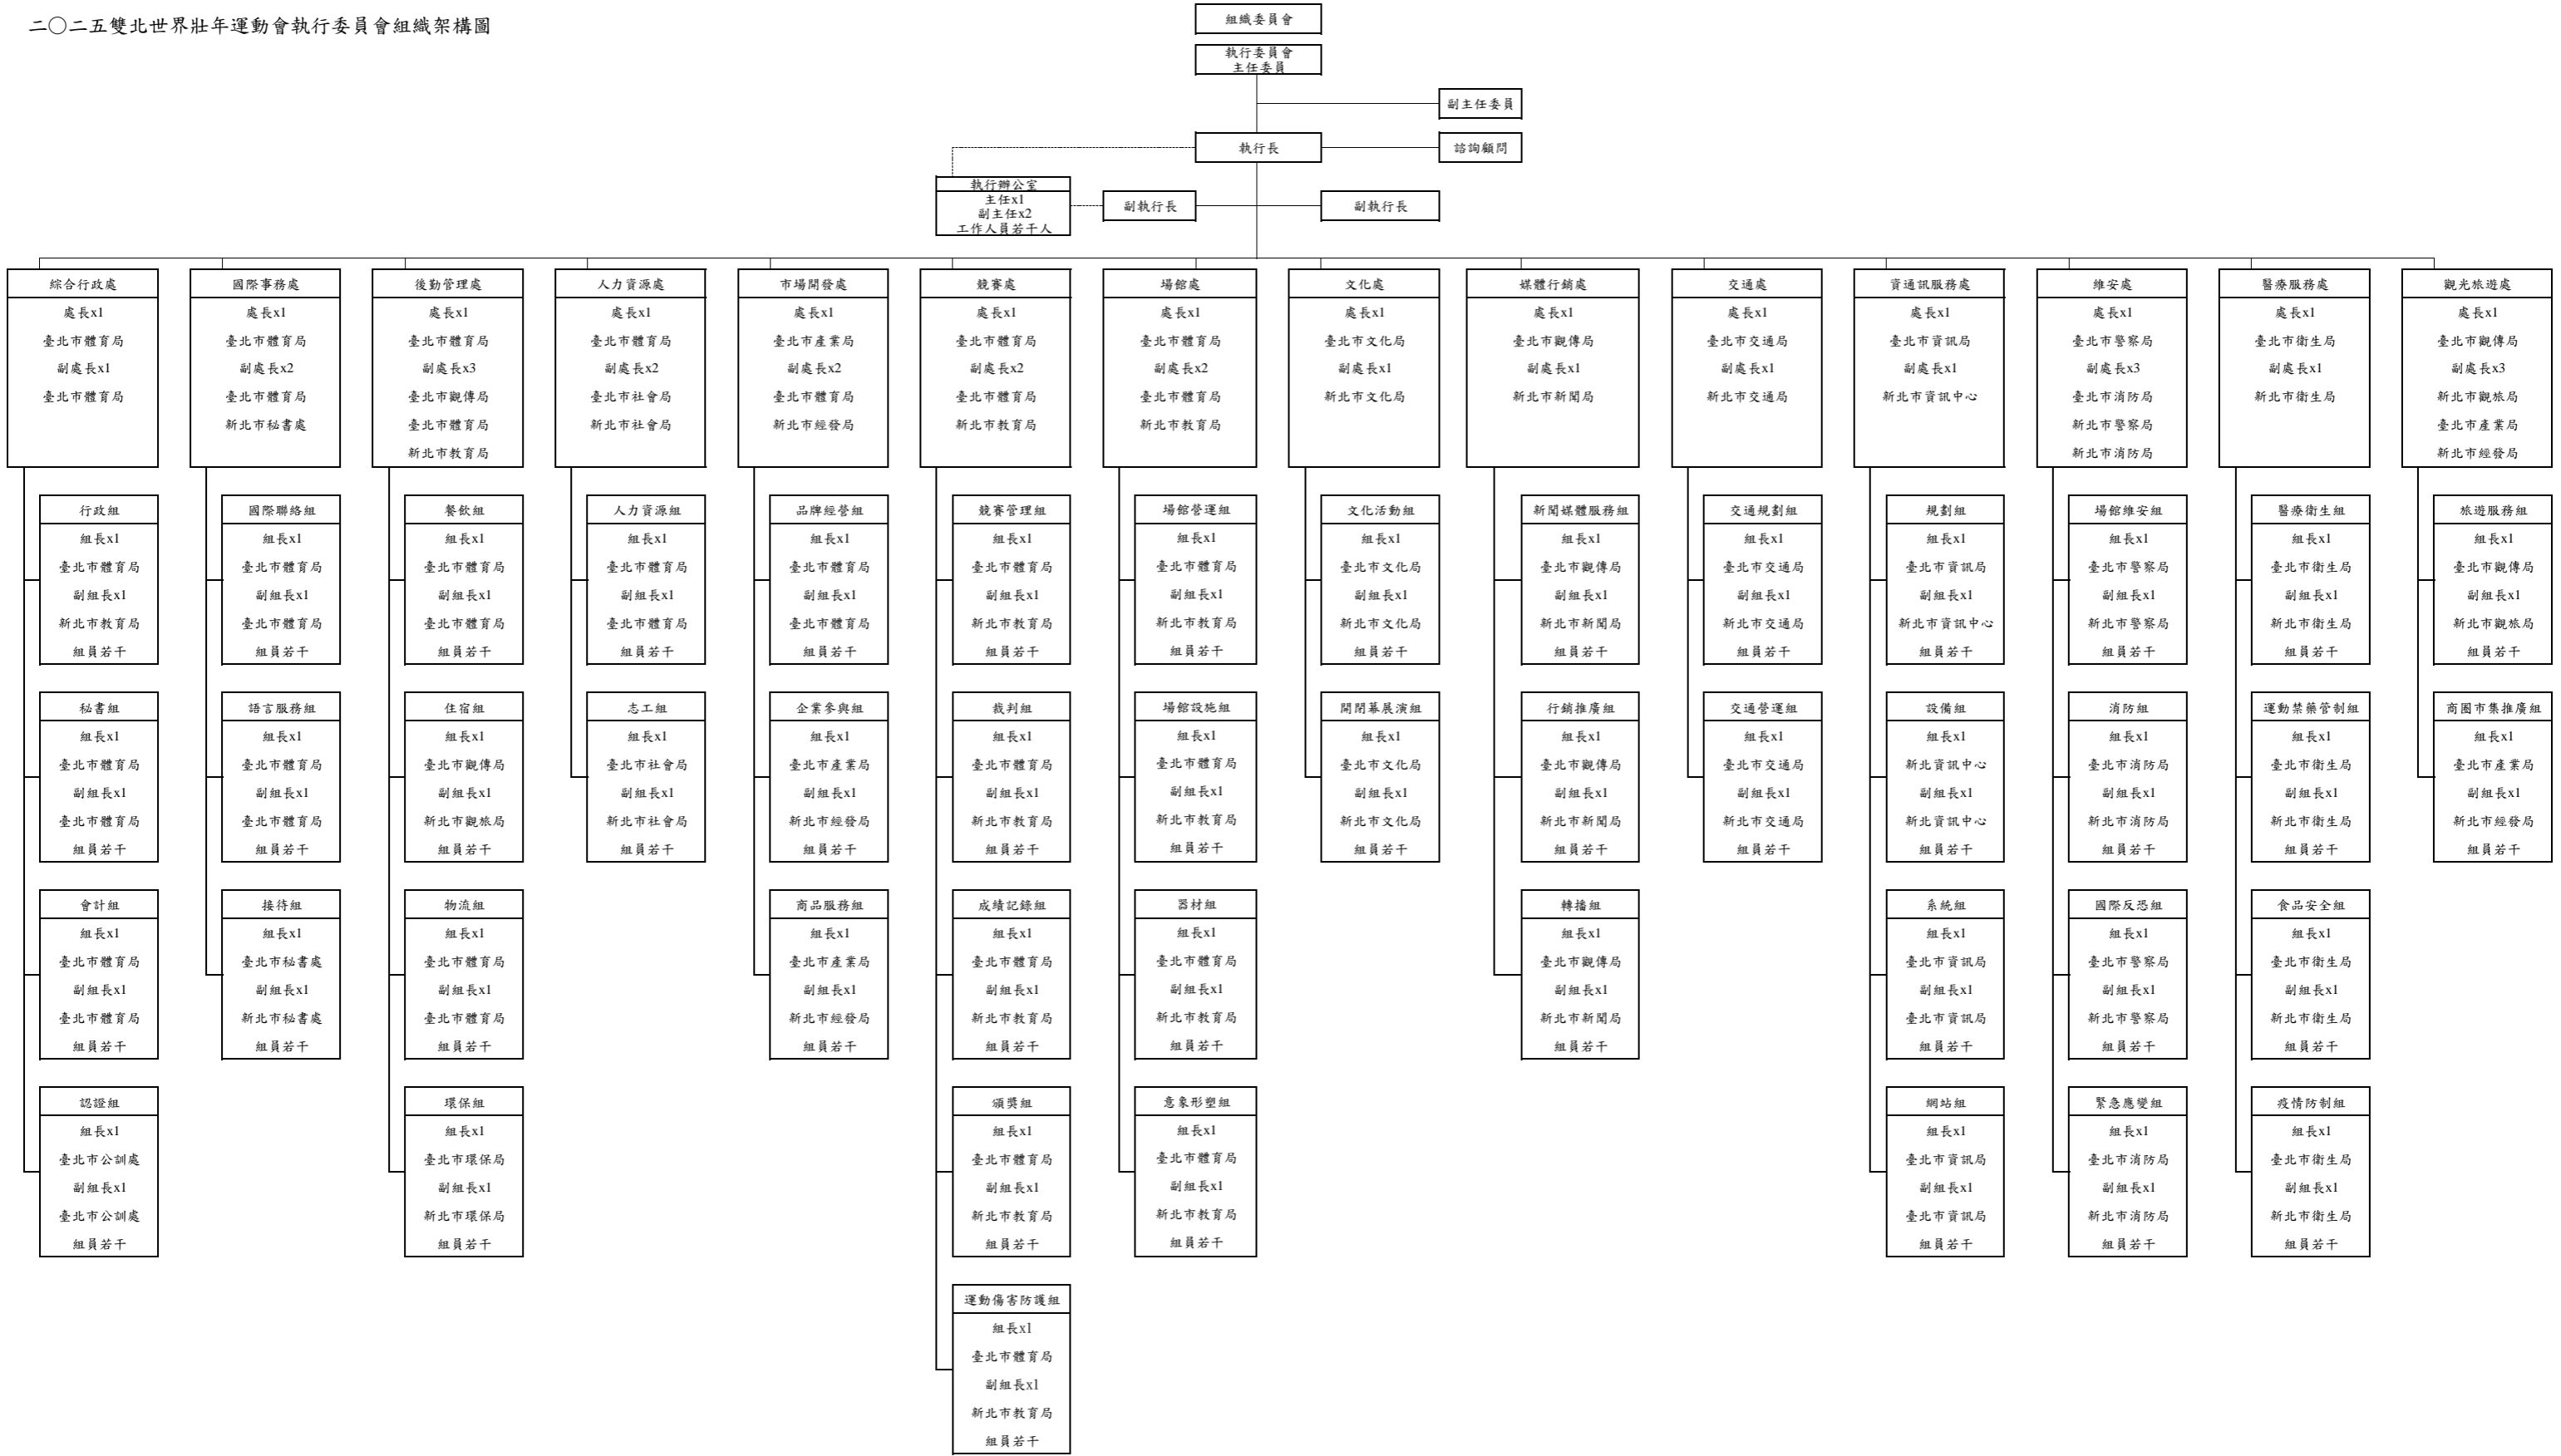 二〇二五雙北世界壯年運動會執行委員會組織架構圖
組織委員會
執行委員會
主任委員
副主任委員
執行長
諮詢顧問
執行辦公室
主任x1
副主任x2
工作人員若干人
副執行長
副執行長
綜合行政處
處長x1
臺北市體育局
副處長x1
臺北市體育局
行政組
組長x1
臺北市體育局
副組長x1
新北市教育局
組員若干
秘書組
組長x1
臺北市體育局
副組長x1
臺北市體育局
組員若干
會計組
組長x1
臺北市體育局
副組長x1
臺北市體育局
組員若干
認證組
組長x1
臺北市公訓處
副組長x1
臺北市公訓處
組員若干
國際事務處
處長x1
臺北市體育局
副處長x2
臺北市體育局
新北市秘書處
國際聯絡組
組長x1
臺北市體育局
副組長x1
臺北市體育局
組員若干
語言服務組
組長x1
臺北市體育局
副組長x1
臺北市體育局
組員若干
接待組
組長x1
臺北市秘書處
副組長x1
新北市秘書處
組員若干
後勤管理處
處長x1
臺北市體育局
副處長x3
臺北市觀傳局
臺北市體育局
新北市教育局
餐飲組
組長x1
臺北市體育局
副組長x1
臺北市體育局
組員若干
住宿組
組長x1
臺北市觀傳局
副組長x1
新北市觀旅局
組員若干
物流組
組長x1
臺北市體育局
副組長x1
臺北市體育局
組員若干
環保組
組長x1
臺北市環保局
副組長x1
新北市環保局
組員若干
人力資源處
處長x1
臺北市體育局
副處長x2
臺北市社會局
新北市社會局
人力資源組
組長x1
臺北市體育局
副組長x1
臺北市體育局
組員若干
志工組
組長x1
臺北市社會局
副組長x1
新北市社會局
組員若干
市場開發處
處長x1
臺北市產業局
副處長x2
臺北市體育局
新北市經發局
品牌經營組
組長x1
臺北市體育局
副組長x1
臺北市體育局
組員若干
企業參與組
組長x1
臺北市產業局
副組長x1
新北市經發局
組員若干
商品服務組
組長x1
臺北市產業局
副組長x1
新北市經發局
組員若干
競賽處
處長x1
臺北市體育局
副處長x2
臺北市體育局
新北市教育局
競賽管理組
組長x1
臺北市體育局
副組長x1
新北市教育局
組員若干
裁判組
組長x1
臺北市體育局
副組長x1
新北市教育局
組員若干
成績記錄組
組長x1
臺北市體育局
副組長x1
新北市教育局
組員若干
頒獎組
組長x1
臺北市體育局
副組長x1
新北市教育局
組員若干
運動傷害防護組
組長x1
臺北市體育局
副組長x1
新北市教育局
組員若干
場館處
處長x1
臺北市體育局
副處長x2
臺北市體育局
新北市教育局
場館營運組
組長x1
臺北市體育局
副組長x1
新北市教育局
組員若干
場館設施組
組長x1
臺北市體育局
副組長x1
新北市教育局
組員若干
器材組
組長x1
臺北市體育局
副組長x1
新北市教育局
組員若干
意象形塑組
組長x1
臺北市體育局
副組長x1
新北市教育局
組員若干
文化處
處長x1
臺北市文化局
副處長x1
新北市文化局
文化活動組
組長x1
臺北市文化局
副組長x1
新北市文化局
組員若干
開閉幕展演組
組長x1
臺北市文化局
副組長x1
新北市文化局
組員若干
媒體行銷處
處長x1
臺北市觀傳局
副處長x1
新北市新聞局
新聞媒體服務組
組長x1
臺北市觀傳局
副組長x1
新北市新聞局
組員若干
行銷推廣組
組長x1
臺北市觀傳局
副組長x1
新北市新聞局
組員若干
轉播組
組長x1
臺北市觀傳局
副組長x1
新北市新聞局
組員若干
交通處
處長x1
臺北市交通局
副處長x1
新北市交通局
交通規劃組
組長x1
臺北市交通局
副組長x1
新北市交通局
組員若干
交通營運組
組長x1
臺北市交通局
副組長x1
新北市交通局
組員若干
資通訊服務處
處長x1
臺北市資訊局
副處長x1
新北市資訊中心
規劃組
組長x1
臺北市資訊局
副組長x1
新北市資訊中心
組員若干
設備組
組長x1
新北資訊中心
副組長x1
新北資訊中心
組員若干
系統組
組長x1
臺北市資訊局
副組長x1
臺北市資訊局
組員若干
網站組
組長x1
臺北市資訊局
副組長x1
臺北市資訊局
組員若干
維安處
處長x1
臺北市警察局
副處長x3
臺北市消防局
新北市警察局
新北市消防局
場館維安組
組長x1
臺北市警察局
副組長x1
新北市警察局
組員若干
消防組
組長x1
臺北市消防局
副組長x1
新北市消防局
組員若干
國際反恐組
組長x1
臺北市警察局
副組長x1
新北市警察局
組員若干
緊急應變組
組長x1
臺北市消防局
副組長x1
新北市消防局
組員若干
醫療服務處
處長x1
臺北市衛生局
副處長x1
新北市衛生局
醫療衛生組
組長x1
臺北市衛生局
副組長x1
新北市衛生局
組員若干
運動禁藥管制組
組長x1
臺北市衛生局
副組長x1
新北市衛生局
組員若干
食品安全組
組長x1
臺北市衛生局
副組長x1
新北市衛生局
組員若干
疫情防制組
組長x1
臺北市衛生局
副組長x1
新北市衛生局
組員若干
觀光旅遊處
處長x1
臺北市觀傳局
副處長x3
新北市觀旅局
臺北市產業局
新北市經發局
旅遊服務組
組長x1
臺北市觀傳局
副組長x1
新北市觀旅局
組員若干
商圈市集推廣組
組長x1
臺北市產業局
副組長x1
新北市經發局
組員若干